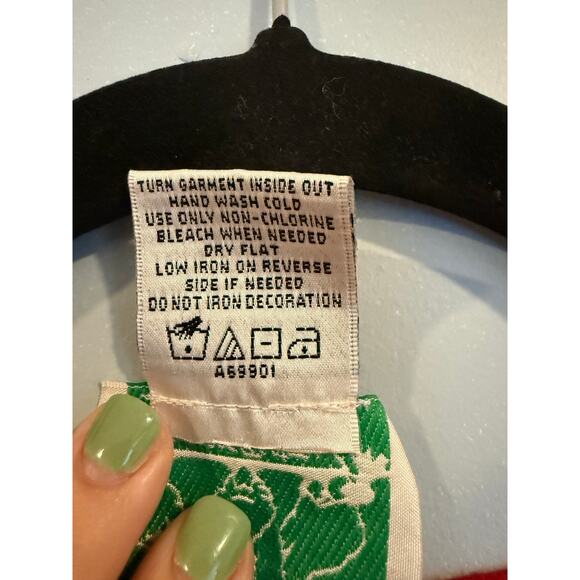 TURN GARMENT INSIDE OUT
HAND WASH COLD
USE ONLY NON-CHLORINE
BLEACH WHEN NEEDED
DRY FLAT
LOW IRON ON REVERSE
SIDE IF NEEDED
DO NOT IRON DECORATION
A69901